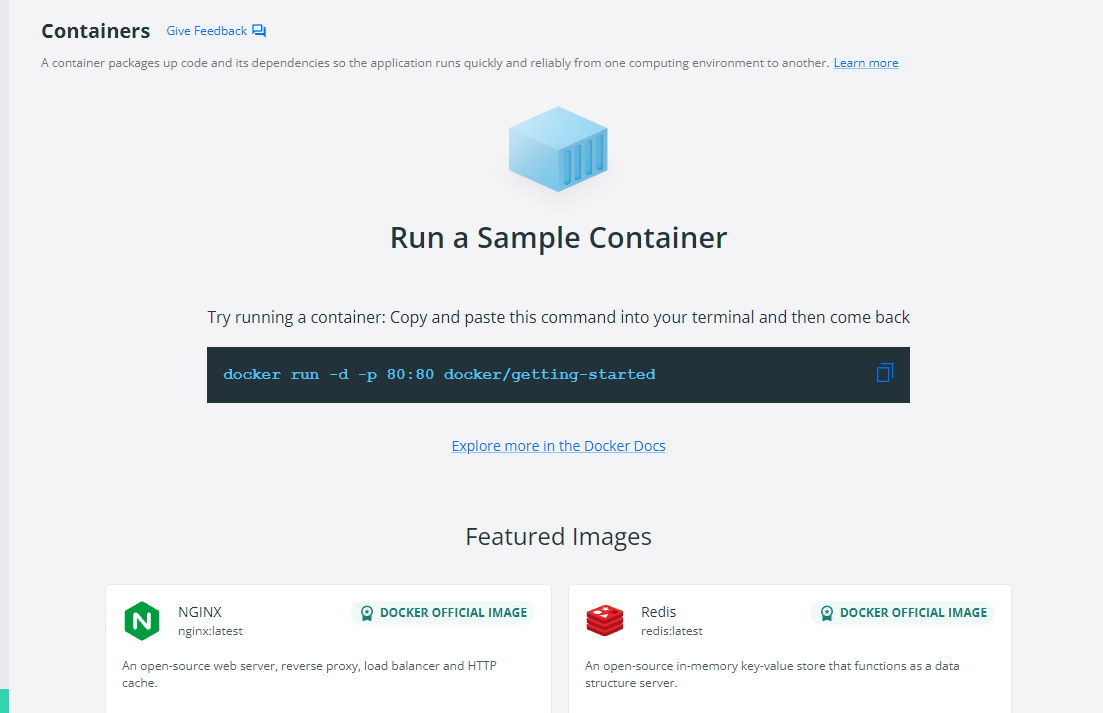 Containers Give Feedback
A container packages up code and its dependencies so the application runs quickly and reliably from one computing environment to another. Learn more
Run a Sample Container
Try running a container: Copy and paste this command into your terminal and then come back
docker run -d -p 80:80 docker/getting-started
Explore more in the Docker Docs
Featured Images
N
NGINX
DOCKER OFFICIAL IMAGE
nginx:latest
An open-source web server, reverse proxy, load balancer and HTTP
cache.
Redis
DOCKER OFFICIAL IMAGE
redis:latest
An open-source in-memory key-value store that functions as a data
structure server.